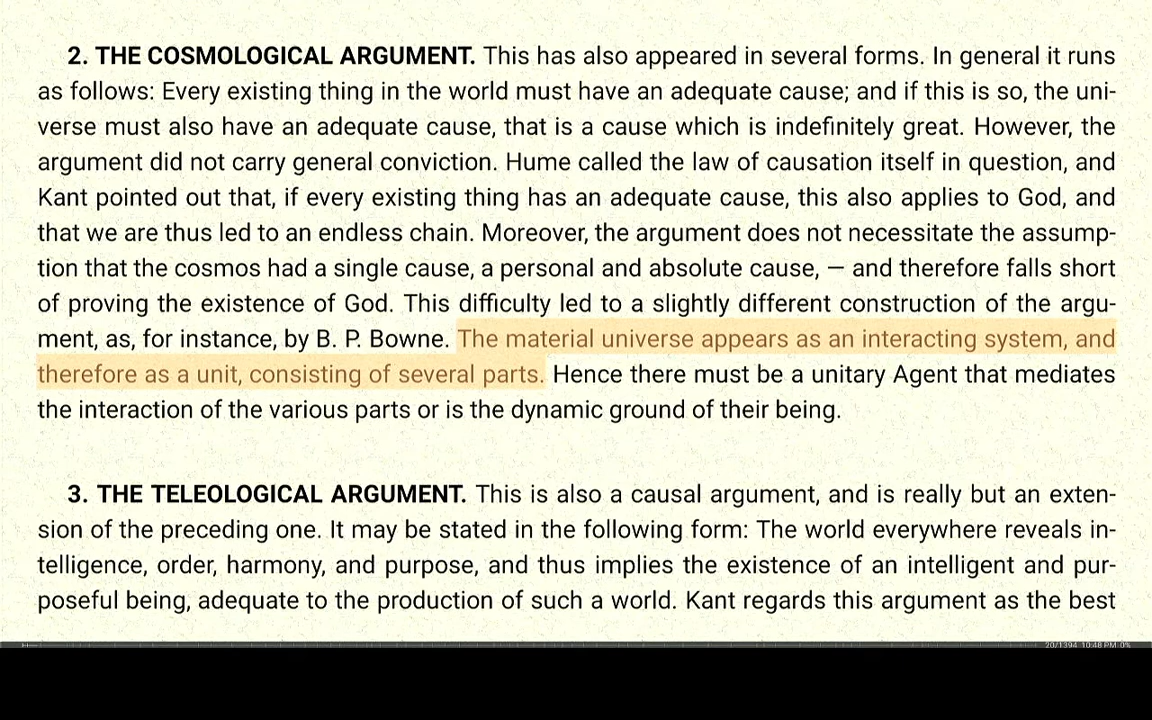 2. THE COSMOLOGICAL ARGUMENT. This has also appeared in several forms. In general it runs
as follows: Every existing thing in the world must have an adequate cause; and if this is so, the uni-
verse must also have an adequate cause, that is a cause which is indefinitely great. However, the
argument did not carry general conviction. Hume called the law of causation itself in question, and
Kant pointed out that, if every existing thing has an adequate cause, this also applies to God, and
that we are thus led to an endless chain. Moreover, the argument does not necessitate the assump-
tion that the cosmos had a single cause, a personal and absolute cause, — and therefore falls short
of proving the existence of God. This difficulty led to a slightly different construction of the argu-
ment, as, for instance, by B. P. Bowne. The material universe appears as an interacting system, and
therefore as a unit, consisting of several parts. Hence there must be a unitary Agent that mediates
the interaction of the various parts or is the dynamic ground of their being.
3. THE TELEOLOGICAL ARGUMENT. This is also a causal argument, and is really but an exten-
sion of the preceding one. It may be stated in the following form: The world everywhere reveals in-
telligence, order, harmony, and purpose, and thus implies the existence of an intelligent and pur-
poseful being, adequate to the production of such a world. Kant regards this argument as the best
20/1394 10:48 PM 0%